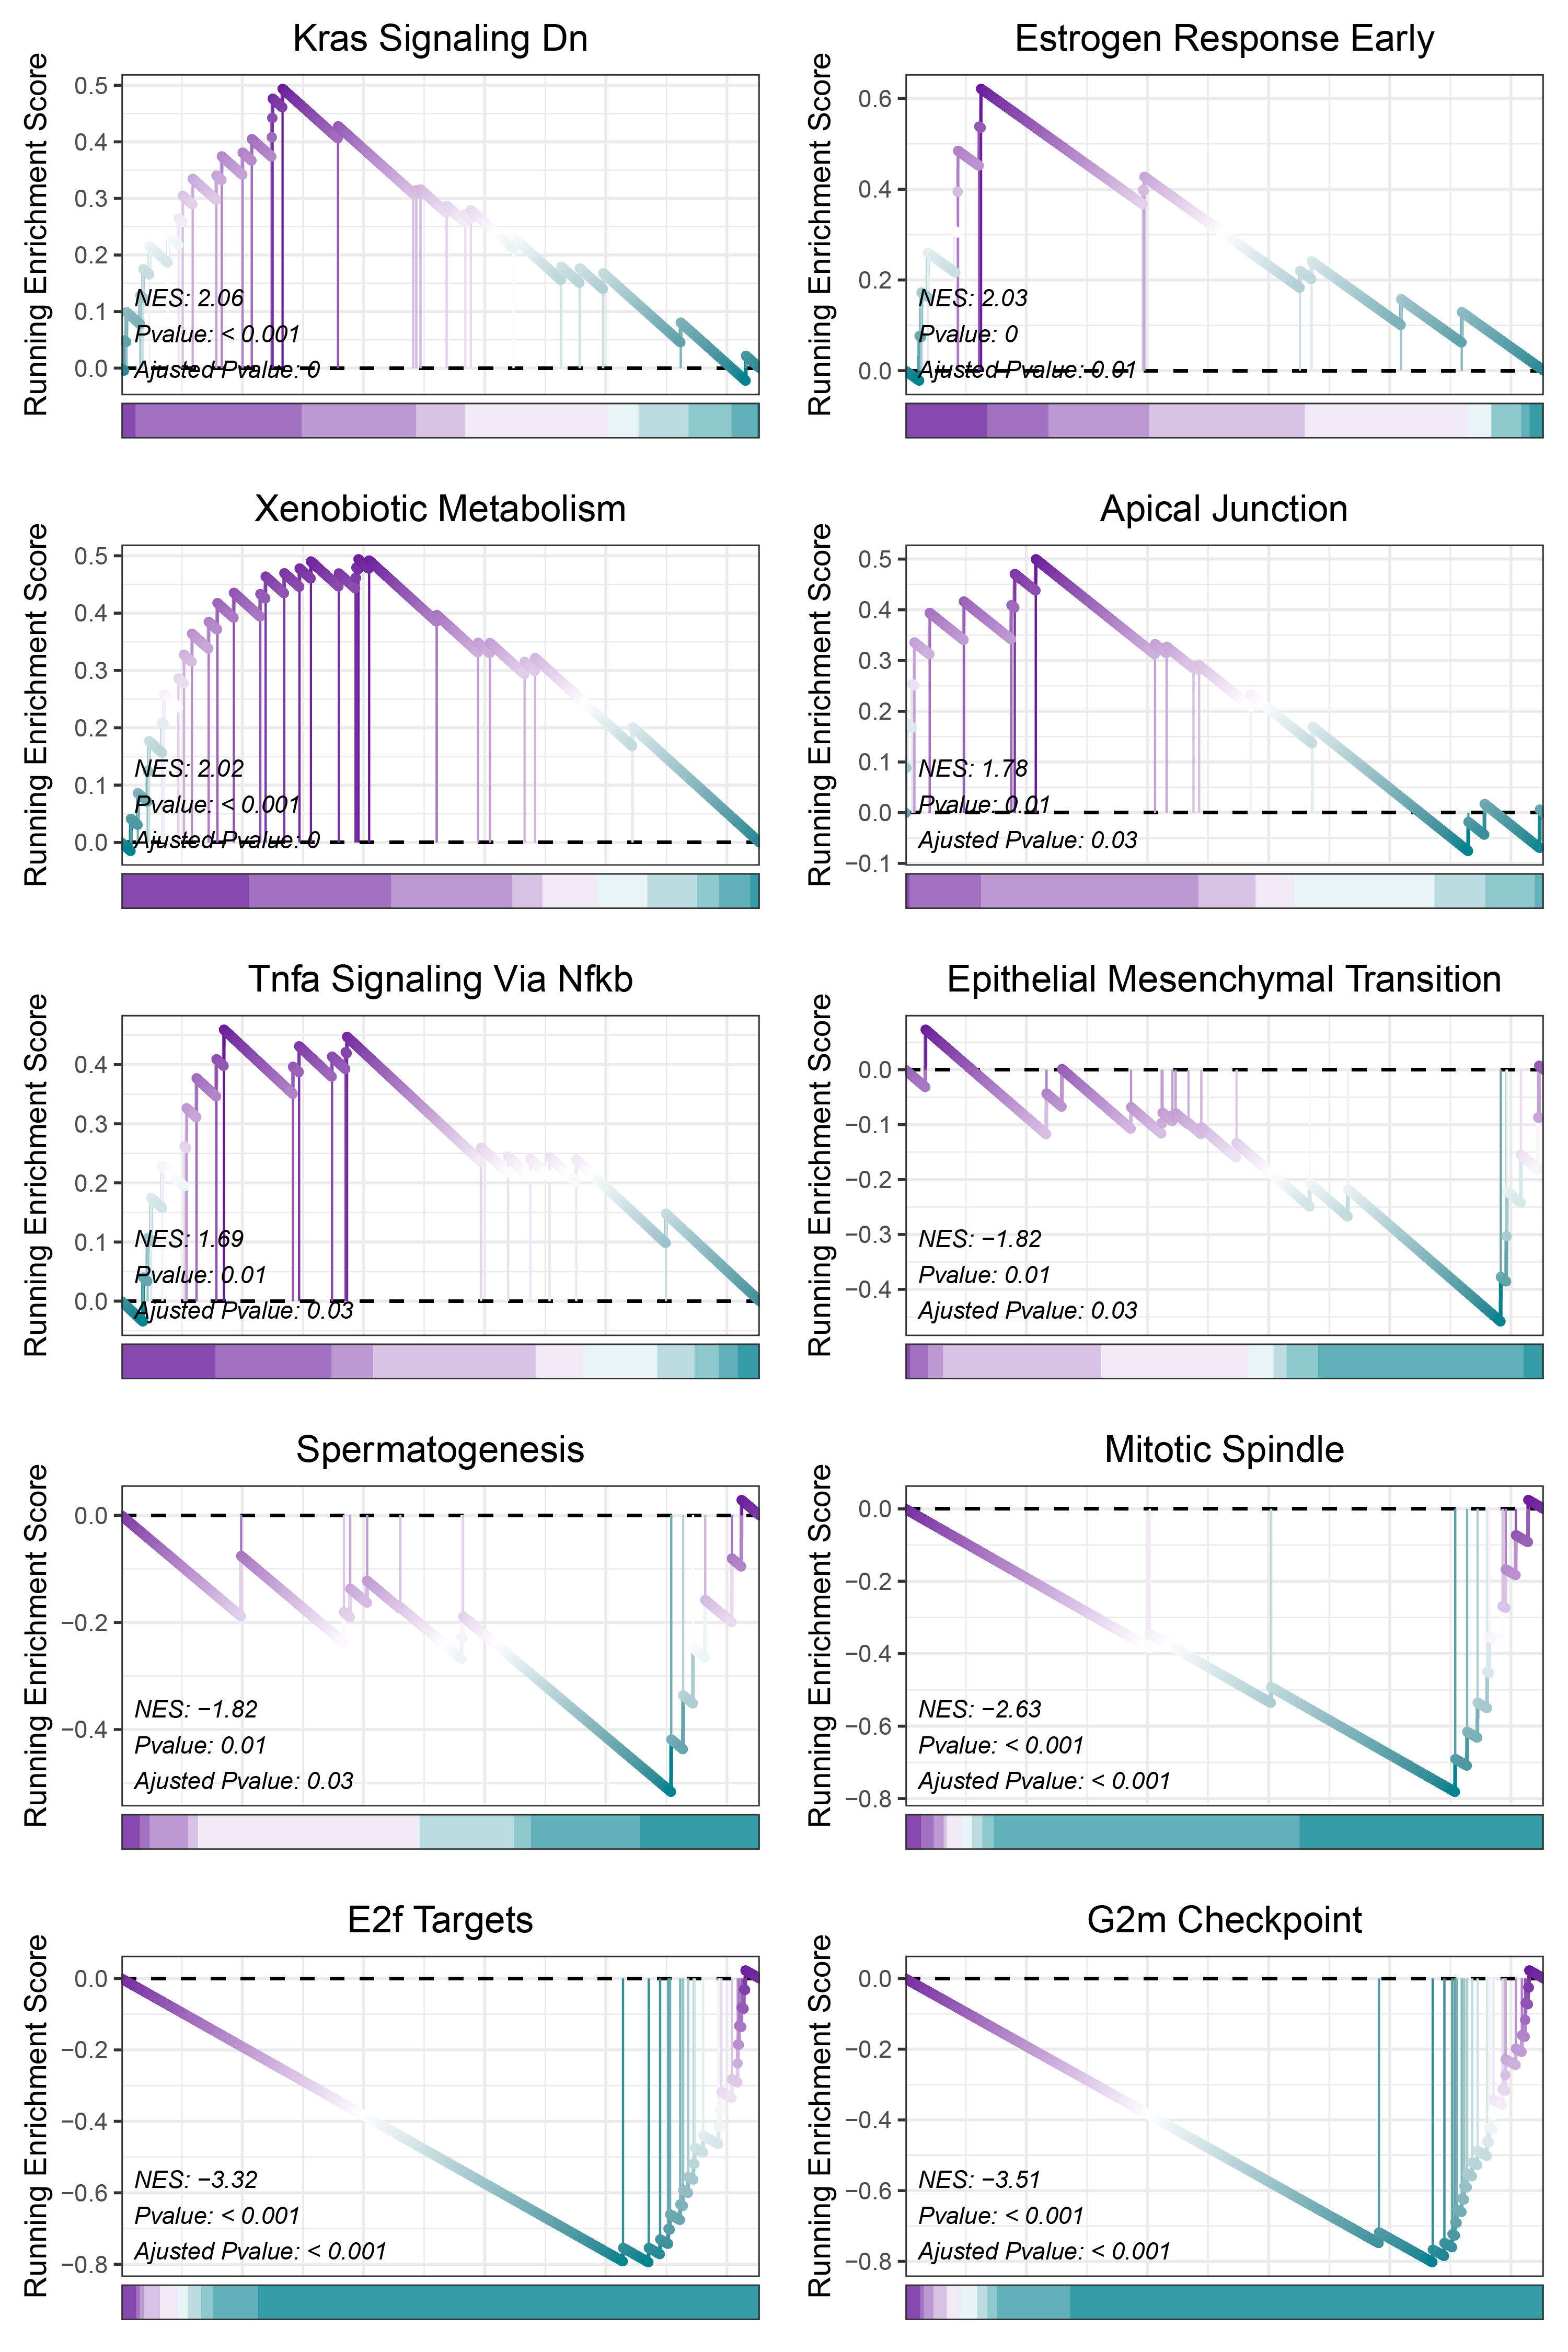 Kras Signaling Dn
Running Enrichment Score
0.5
0.4
0.3
0.2
0.1
0.0
NES: 2.06
Pvalue: < 0.001
Ajusted Pvalue: 0
Estrogen Response Early
Running Enrichment Score
0.6
0.4
0.2
0.0
NES: 2.03
Pvalue: 0
Ajusted Pvalue: 0.01
Xenobiotic Metabolism
Running Enrichment Score
0.5
0.4
0.3
0.2
0.1
0.0
NES: 2.02
Pvalue: < 0.001
Ajusted Pvalue: 0
Apical Junction
Running Enrichment Score
0.5
0.4
0.3
0.2
0.1
0.0
−0.1
NES: 1.78
Pvalue: 0.01
Ajusted Pvalue: 0.03
Tnfa Signaling Via Nfkb
Running Enrichment Score
0.4
0.3
0.2
0.1
0.0
NES: 1.69
Pvalue: 0.01
Ajusted Pvalue: 0.03
Epithelial Mesenchymal Transition
Running Enrichment Score
0.0
−0.1
−0.2
−0.3
−0.4
NES: −1.82
Pvalue: 0.01
Ajusted Pvalue: 0.03
Spermatogenesis
Running Enrichment Score
0.0
−0.2
−0.4
NES: −1.82
Pvalue: 0.01
Ajusted Pvalue: 0.03
Mitotic Spindle
Running Enrichment Score
0.0
−0.2
−0.4
−0.6
−0.8
NES: −2.63
Pvalue: < 0.001
Ajusted Pvalue: < 0.001
E2f Targets
Running Enrichment Score
0.0
−0.2
−0.4
−0.6
−0.8
NES: −3.32
Pvalue: < 0.001
Ajusted Pvalue: < 0.001
G2m Checkpoint
Running Enrichment Score
0.0
−0.2
−0.4
−0.6
−0.8
NES: −3.51
Pvalue: < 0.001
Ajusted Pvalue: < 0.001